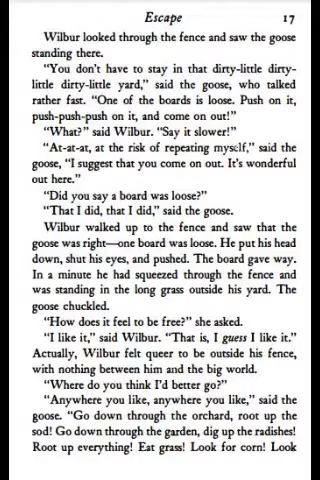 Escape 17
Wilbur looked through the fence and saw the goose
standing there.
“You don't have to stay in that dirty-little dirty-
little dirty-little yard,” said the goose, who talked
rather fast. “One of the boards is loose. Push on it,
push-push-push on it, and come on out!”
“What?” said Wilbur. “Say it slower!”
“At-at-at, at the risk of repeating myself,” said the
goose, “I suggest that you come on out. It's wonderful
out here.”
“Did you say a board was loose?”
“That I did, that I did,” said the goose.
Wilbur walked up to the fence and saw that the
goose was right—one board was loose. He put his head
down, shut his eyes, and pushed. The board gave way.
In a minute he had squeezed through the fence and
was standing in the long grass outside his yard. The
goose chuckled.
“How does it feel to be free?” she asked.
“I like it,” said Wilbur. “That is, I guess I like it.”
Actually, Wilbur felt queer to be outside his fence,
with nothing between him and the big world.
“Where do you think I'd better go?”
“Anywhere you like, anywhere you like,” said the
goose. “Go down through the orchard, root up the
sod! Go down through the garden, dig up the radishes!
Root up everything! Eat grass! Look for corn! Look